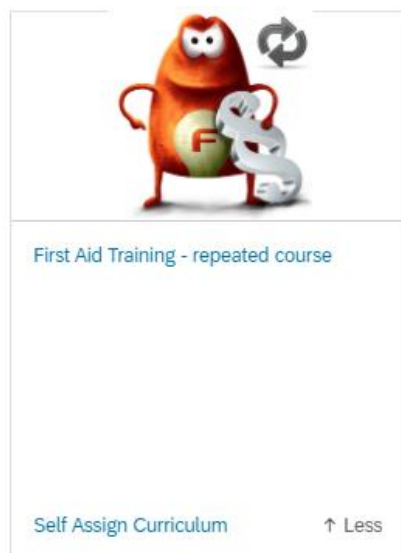 F
First Aid Training - repeated course
Self Assign Curriculum
↑ Less